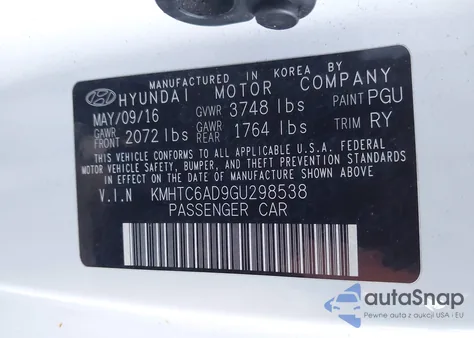 MANUFACTURED IN KOREA BY
HYUNDAI MOTOR COMPANY
MAY/09/16 GVWR 3748 lbs PAINT PGU
GAWR FRONT 2072 lbs GAWR REAR 1764 lbs TRIM RY
THIS VEHICLE CONFORMS TO ALL APPLICABLE U.S.A. FEDERAL
MOTOR VEHICLE SAFETY, BUMPER, AND THEFT PREVENTION STANDARDS
IN EFFECT ON THE DATE OF MANUFACTURE SHOWN ABOVE.
V.I.N KMHTC6AD9GU298538
PASSENGER CAR
autoSnap
Pewne auta z aukcji USA i EU